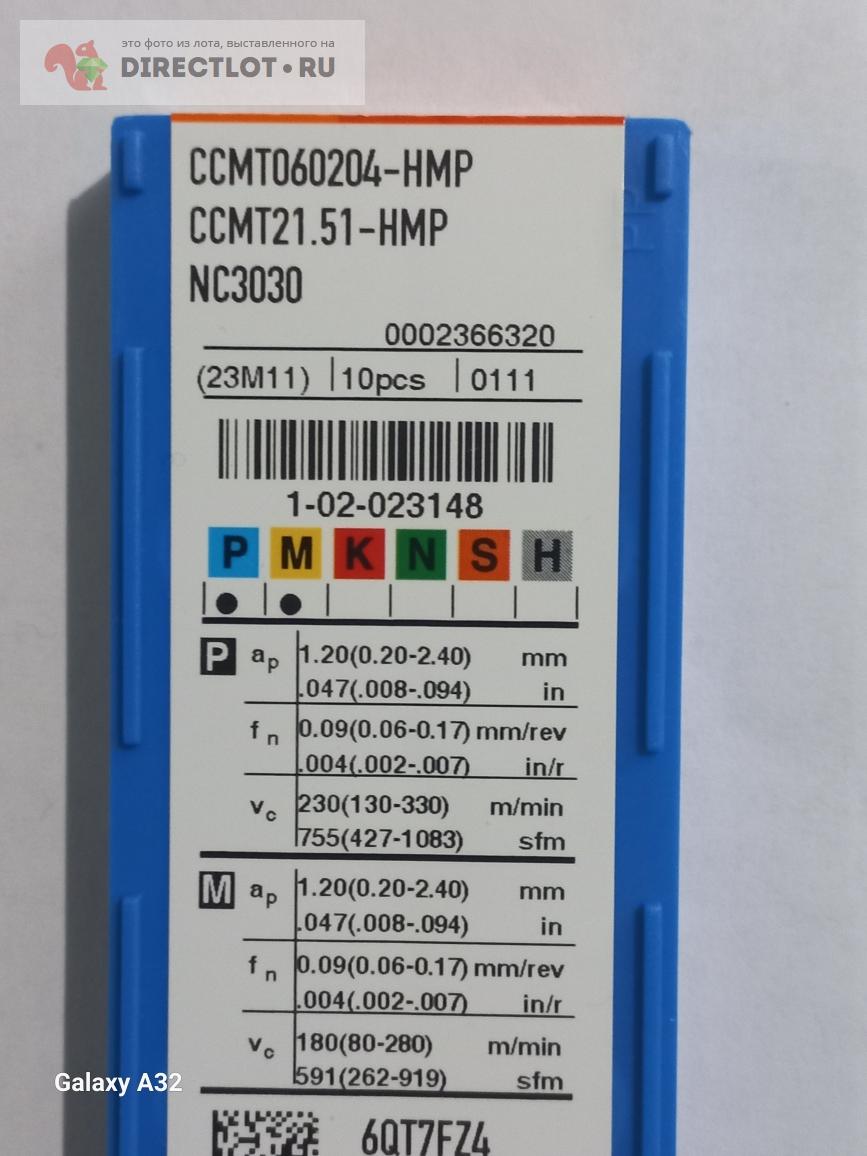 это фото из лота, выставленного на
DIRECTLOT•RU
CCMT060204-HMP
CCMT21.51-HMP
NC3030
0002366320
(23M11) | 10pcs | 0111
1-02-023148
P M K N S H
P ap 1.20(0.20-2.40) mm
.047(.008-.094) in
fn 0.09(0.06-0.17) mm/rev
.004(.002-.007) in/r
vc 230(130-330) m/min
755(427-1083) sfm
M ap 1.20(0.20-2.40) mm
.047(.008-.094) in
fn 0.09(0.06-0.17) mm/rev
.004(.002-.007) in/r
vc 180(80-280) m/min
591(262-919) sfm
Galaxy A32
6QT7FZ4